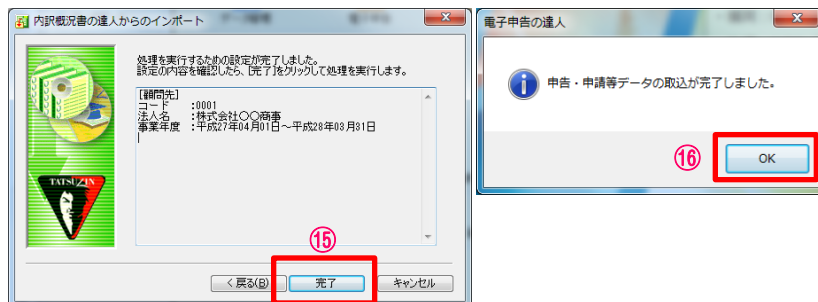 内訳概況書の達人からのインポート
処理を実行するための設定が完了しました。
設定の内容を確認したら、[完了]をクリックして処理を実行します。
[顧問先]
コード :0001
法人名 :株式会社〇〇商事
事業年度 :平成27年04月01日～平成28年03月31日
TATSUZIN
⑮
< 戻る(B)
完了
キャンセル
電子申告の達人
申告・申請等データの取込が完了しました。
⑯
OK